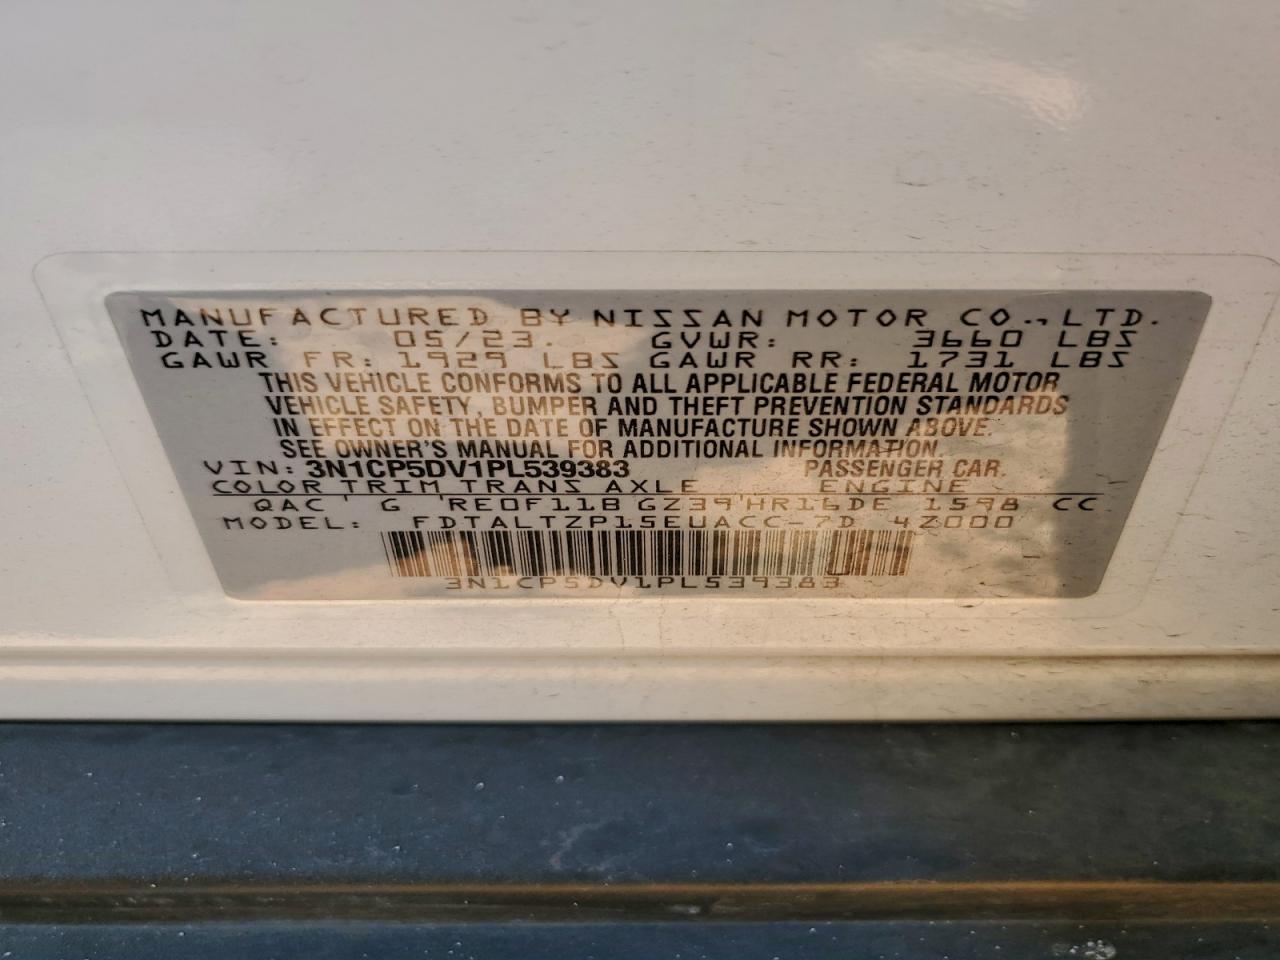 MANUFACTURED BY NISSAN MOTOR CO., LTD.
DATE: 05/23. GVWR: 3660 LBS
GAWR FR: 1929 LBS GAWR RR: 1731 LBS
THIS VEHICLE CONFORMS TO ALL APPLICABLE FEDERAL MOTOR
VEHICLE SAFETY, BUMPER AND THEFT PREVENTION STANDARDS
IN EFFECT ON THE DATE OF MANUFACTURE SHOWN ABOVE.
SEE OWNER'S MANUAL FOR ADDITIONAL INFORMATION.
VIN: 3N1CP5DV1PL539383 PASSENGER CAR.
COLOR TRIM TRANS AXLE ENGINE
QAC ' G ' RE0F11B GZ39'HR16DE 1598 CC
MODEL: FDTALTZP15EUACC-7D 4Z000
3N1CP5DV1PL539383